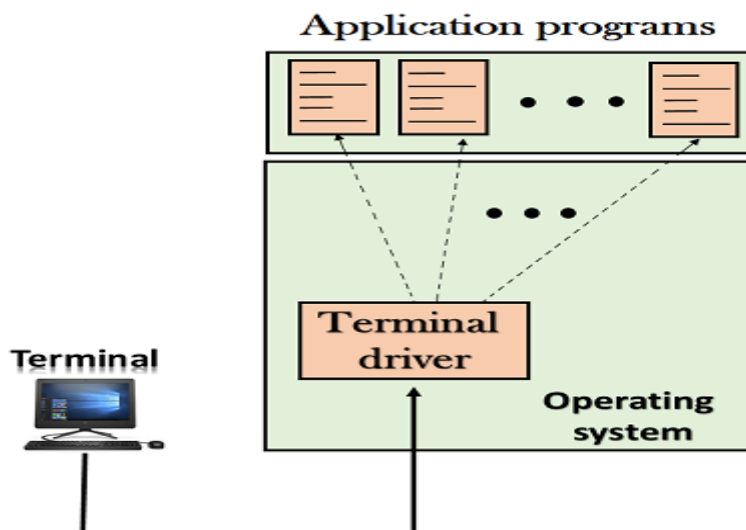 Application programs
Terminal
driver
Terminal
Operating
system